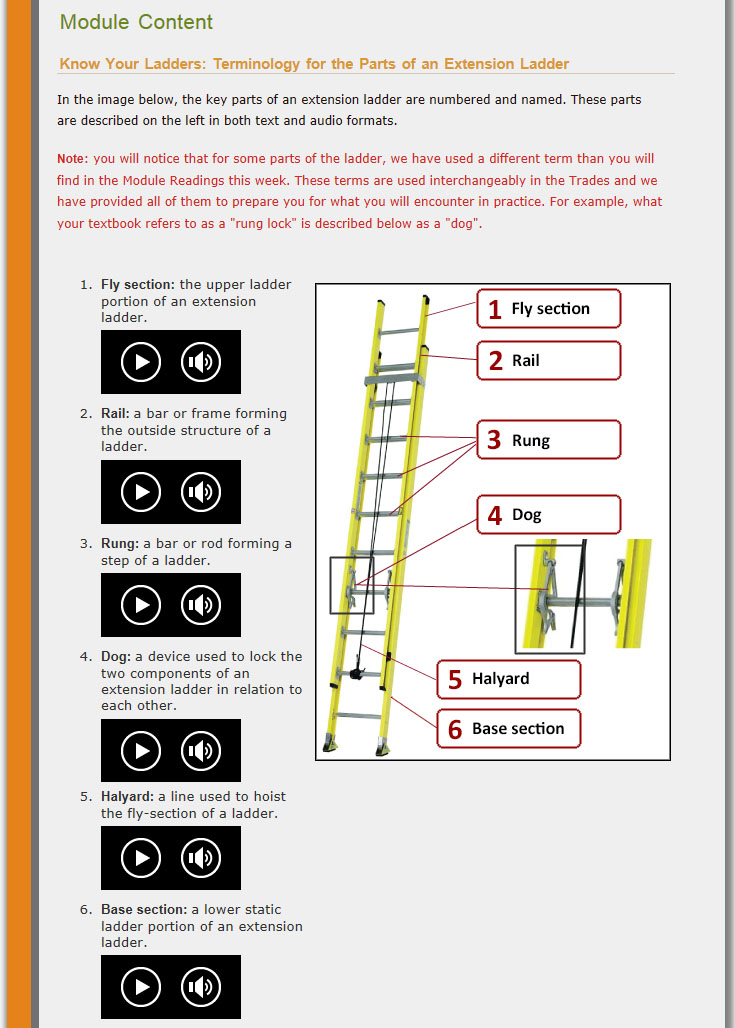 Module Content
Know Your Ladders: Terminology for the Parts of an Extension Ladder
In the image below, the key parts of an extension ladder are numbered and named. These parts
are described on the left in both text and audio formats.
Note: you will notice that for some parts of the ladder, we have used a different term than you will
find in the Module Readings this week. These terms are used interchangeably in the Trades and we
have provided all of them to prepare you for what you will encounter in practice. For example, what
your textbook refers to as a "rung lock" is described below as a "dog".
1. Fly section: the upper ladder
portion of an extension
ladder.
2. Rail: a bar or frame forming
the outside structure of a
ladder.
3. Rung: a bar or rod forming a
step of a ladder.
4. Dog: a device used to lock the
two components of an
extension ladder in relation to
each other.
5. Halyard: a line used to hoist
the fly-section of a ladder.
6. Base section: a lower static
ladder portion of an extension
ladder.
1 Fly section
2 Rail
3 Rung
4 Dog
5 Halyard
6 Base section